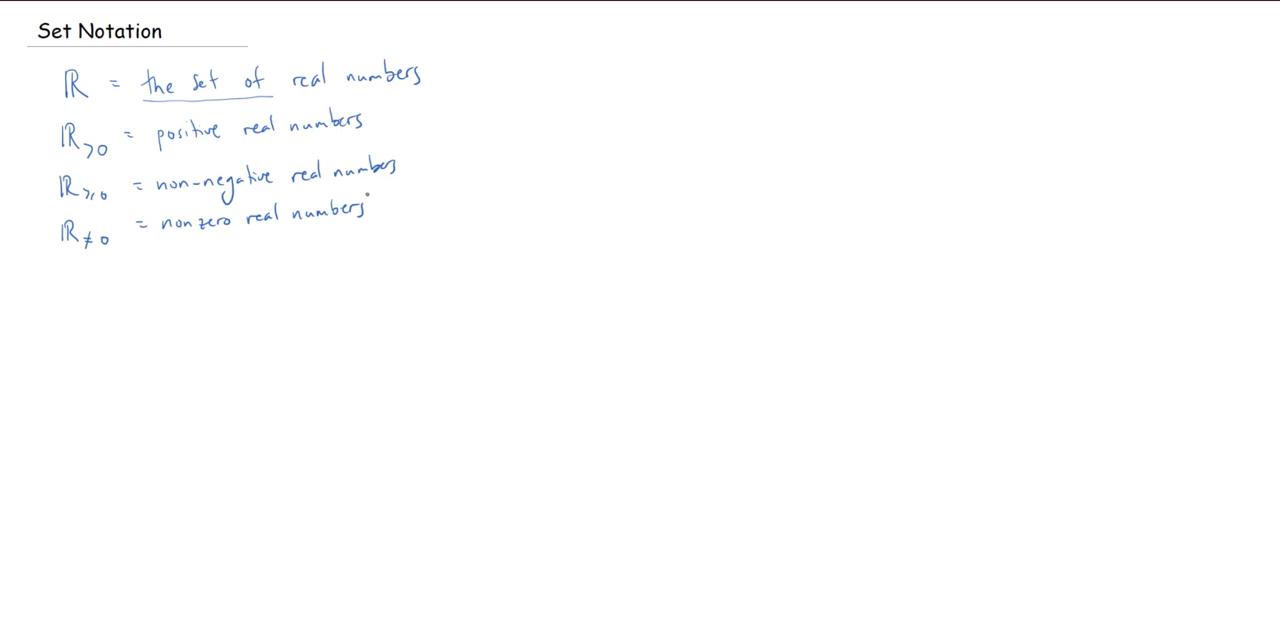 Set Notation
ℝ = the set of real numbers
ℝ>0 = positive real numbers
ℝ⩾0 = non-negative real numbers
ℝ≠0 = nonzero real numbers